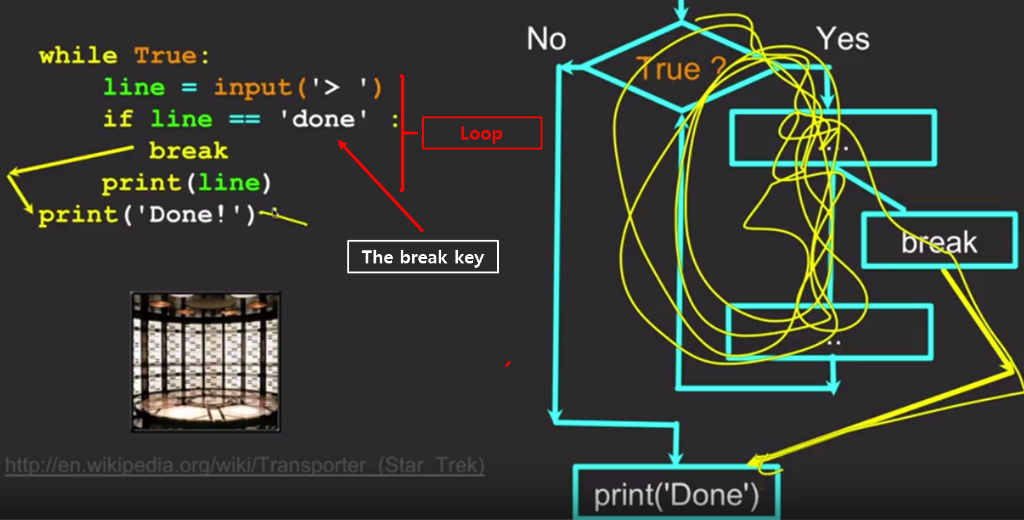 while True:
    line = input('> ')
    if line == 'done' :
        break
    print(line)
print('Done!')
Loop
The break key
http://en.wikipedia.org/wiki/Transporter_(Star_Trek)
No
Yes
True ?
...
break
..
print('Done')